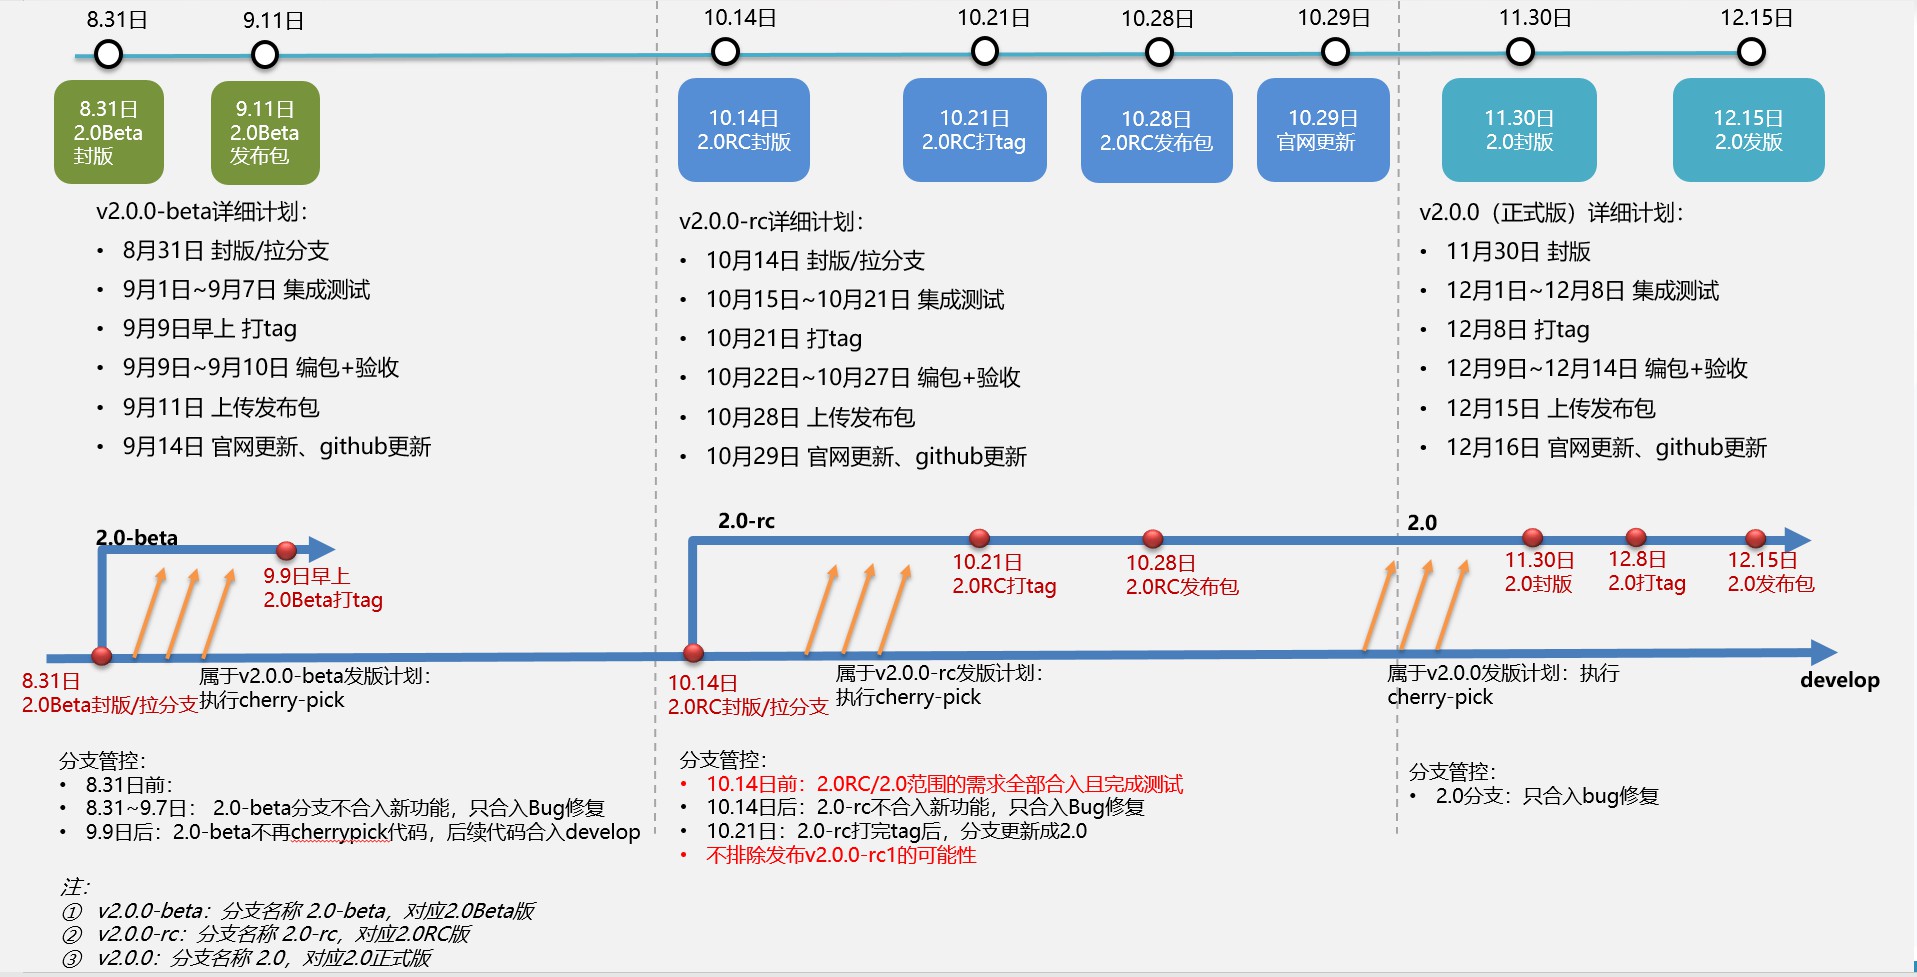 8.31日
9.11日
10.14日
10.21日
10.28日
10.29日
11.30日
12.15日
8.31日
2.0Beta
封版
9.11日
2.0Beta
发布包
10.14日
2.0RC封版
10.21日
2.0RC打tag
10.28日
2.0RC发布包
10.29日
官网更新
11.30日
2.0封版
12.15日
2.0发版
v2.0.0-beta详细计划：
• 8月31日 封版/拉分支
• 9月1日~9月7日 集成测试
• 9月9日早上 打tag
• 9月9日~9月10日 编包+验收
• 9月11日 上传发布包
• 9月14日 官网更新、github更新
v2.0.0-rc详细计划：
• 10月14日 封版/拉分支
• 10月15日~10月21日 集成测试
• 10月21日 打tag
• 10月22日~10月27日 编包+验收
• 10月28日 上传发布包
• 10月29日 官网更新、github更新
v2.0.0（正式版）详细计划：
• 11月30日 封版
• 12月1日~12月8日 集成测试
• 12月8日 打tag
• 12月9日~12月14日 编包+验收
• 12月15日 上传发布包
• 12月16日 官网更新、github更新
2.0-beta
9.9日早上
2.0Beta打tag
2.0-rc
10.21日
2.0RC打tag
10.28日
2.0RC发布包
2.0
11.30日
2.0封版
12.8日
2.0打tag
12.15日
2.0发布包
8.31日
2.0Beta封版/拉分支
属于v2.0.0-beta发版计划：
执行cherry-pick
10.14日
2.0RC封版/拉分支
属于v2.0.0-rc发版计划：
执行cherry-pick
属于v2.0.0发版计划：执行
cherry-pick
develop
分支管控：
• 8.31日前：
• 8.31~9.7日： 2.0-beta分支不合入新功能，只合入Bug修复
• 9.9日后：2.0-beta不再cherrypick代码，后续代码合入develop
分支管控：
• 10.14日前：2.0RC/2.0范围的需求全部合入且完成测试
• 10.14日后：2.0-rc不合入新功能，只合入Bug修复
• 10.21日：2.0-rc打完tag后，分支更新成2.0
• 不排除发布v2.0.0-rc1的可能性
分支管控：
• 2.0分支：只合入bug修复
注：
① v2.0.0-beta：分支名称 2.0-beta，对应2.0Beta版
② v2.0.0-rc：分支名称 2.0-rc，对应2.0RC版
③ v2.0.0：分支名称 2.0，对应2.0正式版